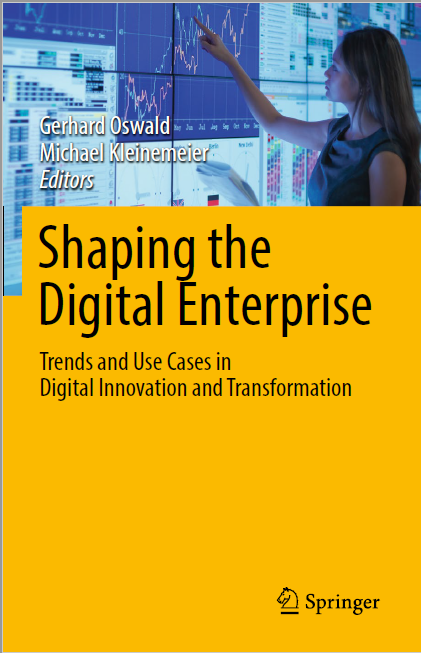 Gerhard Oswald
Michael Kleinemeier
Editors
Shaping the
Digital Enterprise
Trends and Use Cases in
Digital Innovation and Transformation
Springer